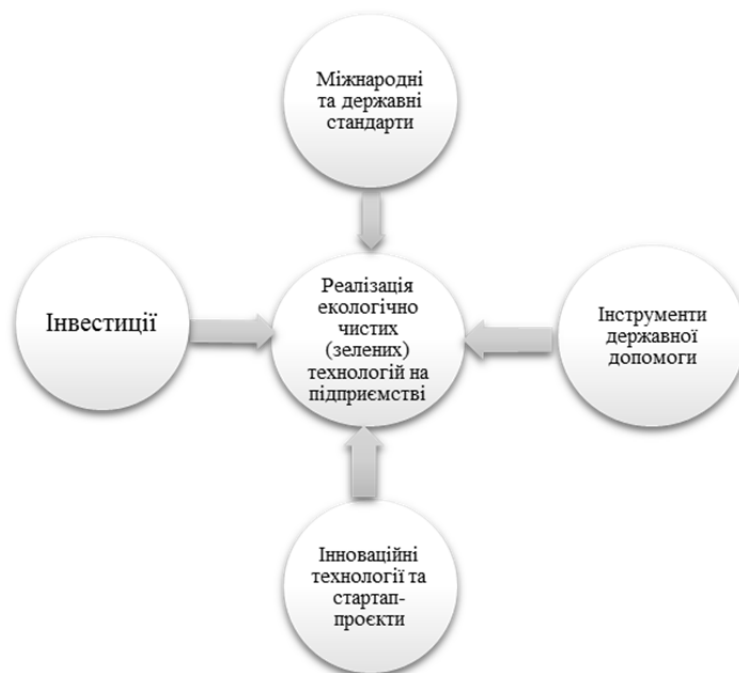 Міжнародні
та державні
стандарти
Інвестиції
Реалізація
екологічно
чистих
(зелених)
технологій на
підприємстві
Інструменти
державної
допомоги
Інноваційні
технології та
стартап-
проєкти